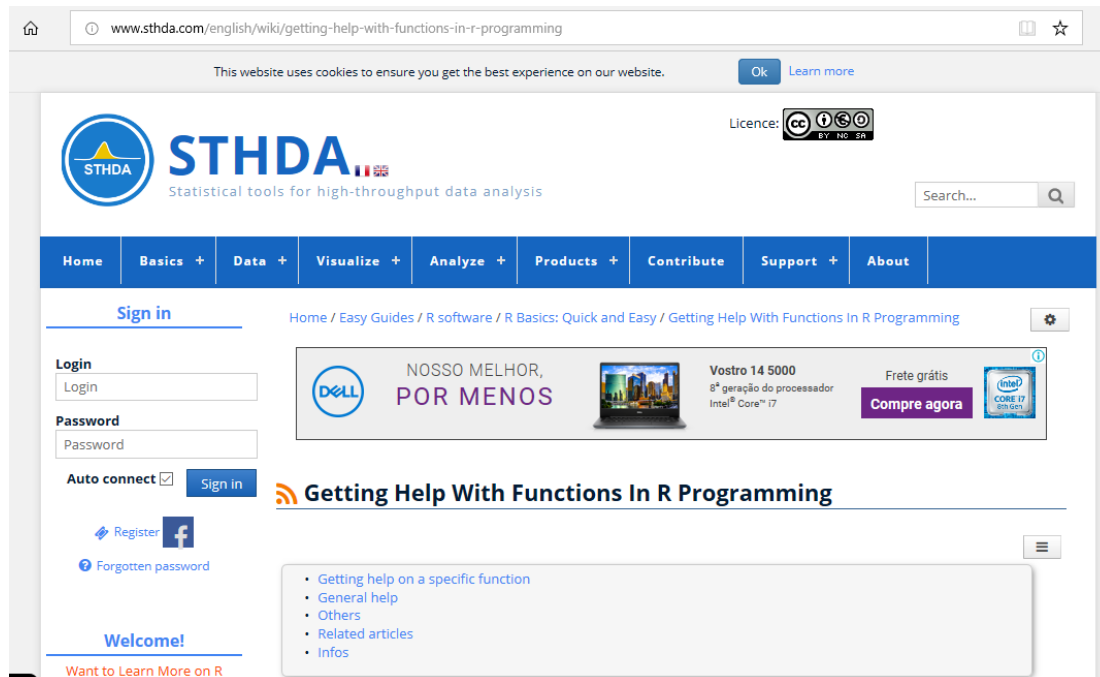 www.sthda.com/english/wiki/getting-help-with-functions-in-r-programming
This website uses cookies to ensure you get the best experience on our website. Ok Learn more
STHDA
STHDA
Statistical tools for high-throughput data analysis
Licence:
cc BY NC SA
Search...
Home Basics + Data + Visualize + Analyze + Products + Contribute Support + About
Sign in
Login
Login
Password
Password
Auto connect Sign in
Register f
Forgotten password
Welcome!
Want to Learn More on R
Home / Easy Guides / R software / R Basics: Quick and Easy / Getting Help With Functions In R Programming
DELL
NOSSO MELHOR,
POR MENOS
Vostro 14 5000
8ª geração do processador
Intel® Core™ i7
Frete grátis
Compre agora
intel
CORE i7
8th Gen
Getting Help With Functions In R Programming
• Getting help on a specific function
• General help
• Others
• Related articles
• Infos